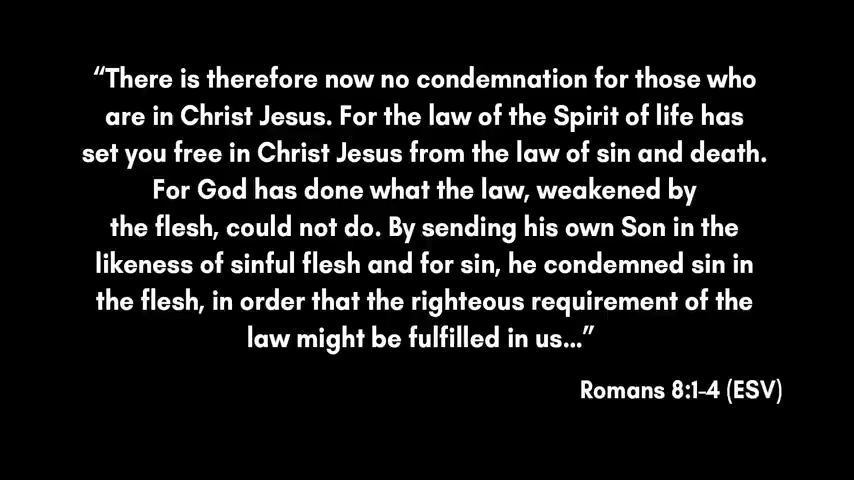 “There is therefore now no condemnation for those who
are in Christ Jesus. For the law of the Spirit of life has
set you free in Christ Jesus from the law of sin and death.
For God has done what the law, weakened by
the flesh, could not do. By sending his own Son in the
likeness of sinful flesh and for sin, he condemned sin in
the flesh, in order that the righteous requirement of the
law might be fulfilled in us...”
Romans 8:1-4 (ESV)